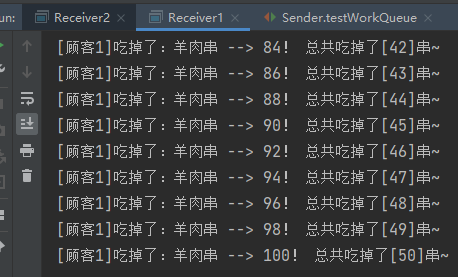 un: Receiver2 × Receiver1 × Sender.testWorkQueue
[顾客1]吃掉了：羊肉串 --> 84! 总共吃掉了[42]串~
[顾客1]吃掉了：羊肉串 --> 86! 总共吃掉了[43]串~
[顾客1]吃掉了：羊肉串 --> 88! 总共吃掉了[44]串~
[顾客1]吃掉了：羊肉串 --> 90! 总共吃掉了[45]串~
[顾客1]吃掉了：羊肉串 --> 92! 总共吃掉了[46]串~
[顾客1]吃掉了：羊肉串 --> 94! 总共吃掉了[47]串~
[顾客1]吃掉了：羊肉串 --> 96! 总共吃掉了[48]串~
[顾客1]吃掉了：羊肉串 --> 98! 总共吃掉了[49]串~
[顾客1]吃掉了：羊肉串 --> 100! 总共吃掉了[50]串~